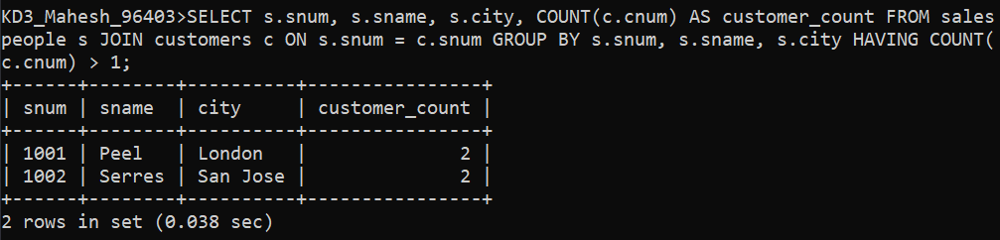 KD3_Mahesh_96403>SELECT s.snum, s.sname, s.city, COUNT(c.cnum) AS customer_count FROM sales
people s JOIN customers c ON s.snum = c.snum GROUP BY s.snum, s.sname, s.city HAVING COUNT(
c.cnum) > 1;
+------+--------+----------+----------------+
| snum | sname  | city     | customer_count |
+------+--------+----------+----------------+
| 1001 | Peel   | London   |              2 |
| 1002 | Serres | San Jose |              2 |
+------+--------+----------+----------------+
2 rows in set (0.038 sec)